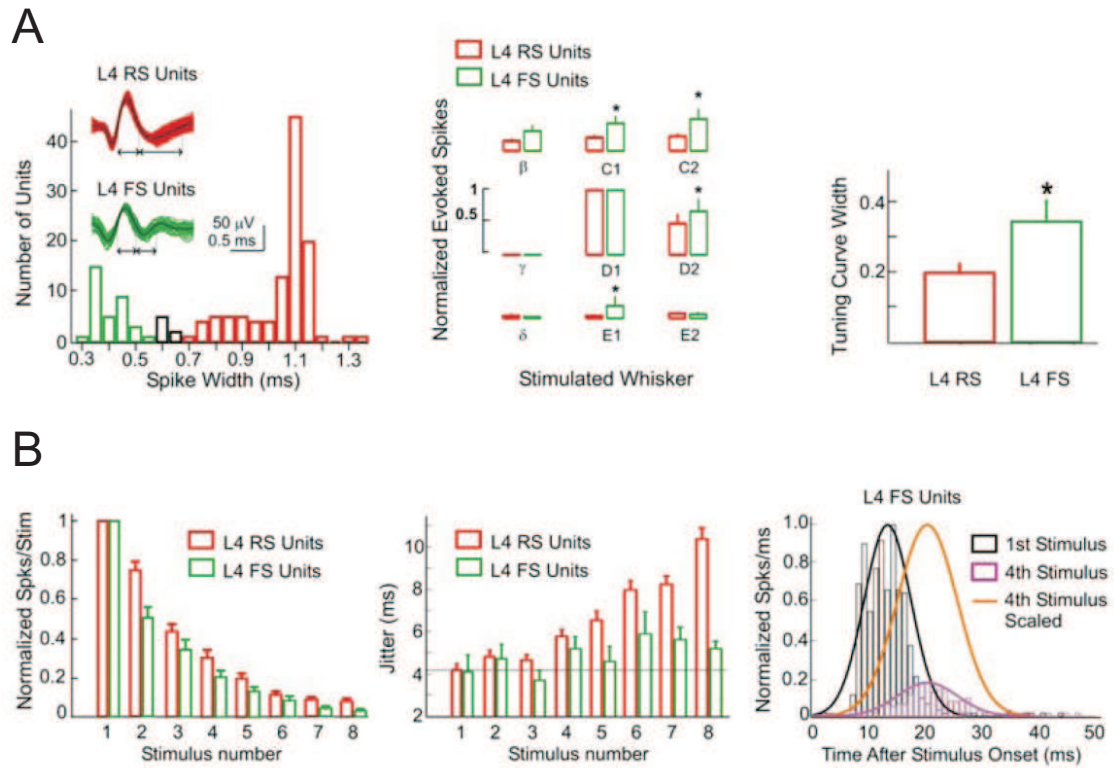 A
L4 RS Units
L4 FS Units
50 µV
0.5 ms
Number of Units
40
30
20
10
0
0.3 0.5 0.7 0.9 1.1 1.3
Spike Width (ms)
L4 RS Units
L4 FS Units
Normalized Evoked Spikes
* *
β C1 C2
1
0.5
*
γ D1 D2
*
δ E1 E2
Stimulated Whisker
Tuning Curve Width
0.4
0.2
*
L4 RS L4 FS
B
Normalized Spks/Stim
1
0.8
0.6
0.4
0.2
0
L4 RS Units
L4 FS Units
1 2 3 4 5 6 7 8
Stimulus number
Jitter (ms)
10
8
6
4
2
L4 RS Units
L4 FS Units
1 2 3 4 5 6 7 8
Stimulus number
L4 FS Units
Normalized Spks/ms
1.0
0.8
0.6
0.4
0.2
0
1st Stimulus
4th Stimulus
4th Stimulus
Scaled
0 10 20 30 40 50
Time After Stimulus Onset (ms)